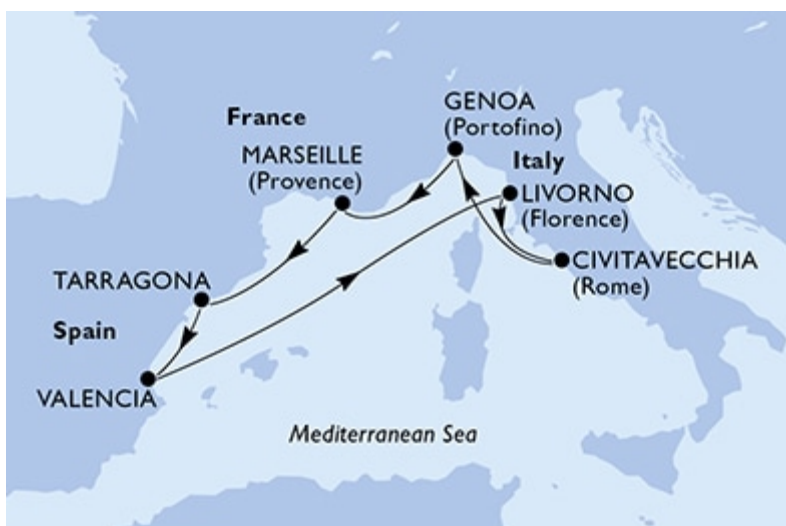 GENOA
(Portofino)
France
MARSEILLE
(Provence)
Italy
LIVORNO
(Florence)
CIVITAVECCHIA
(Rome)
TARRAGONA
Spain
VALENCIA
Mediterranean Sea